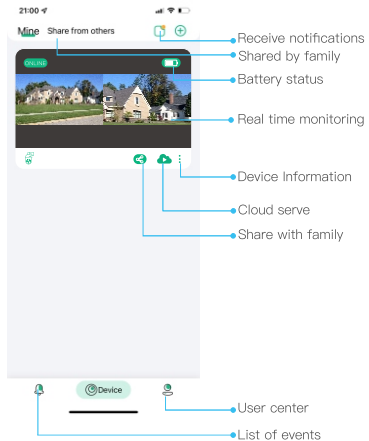 21:00
Mine Share from others
Receive notifications
Shared by family
ONLINE
Battery status
Real time monitoring
Device Information
Cloud serve
Share with family
Device
User center
List of events